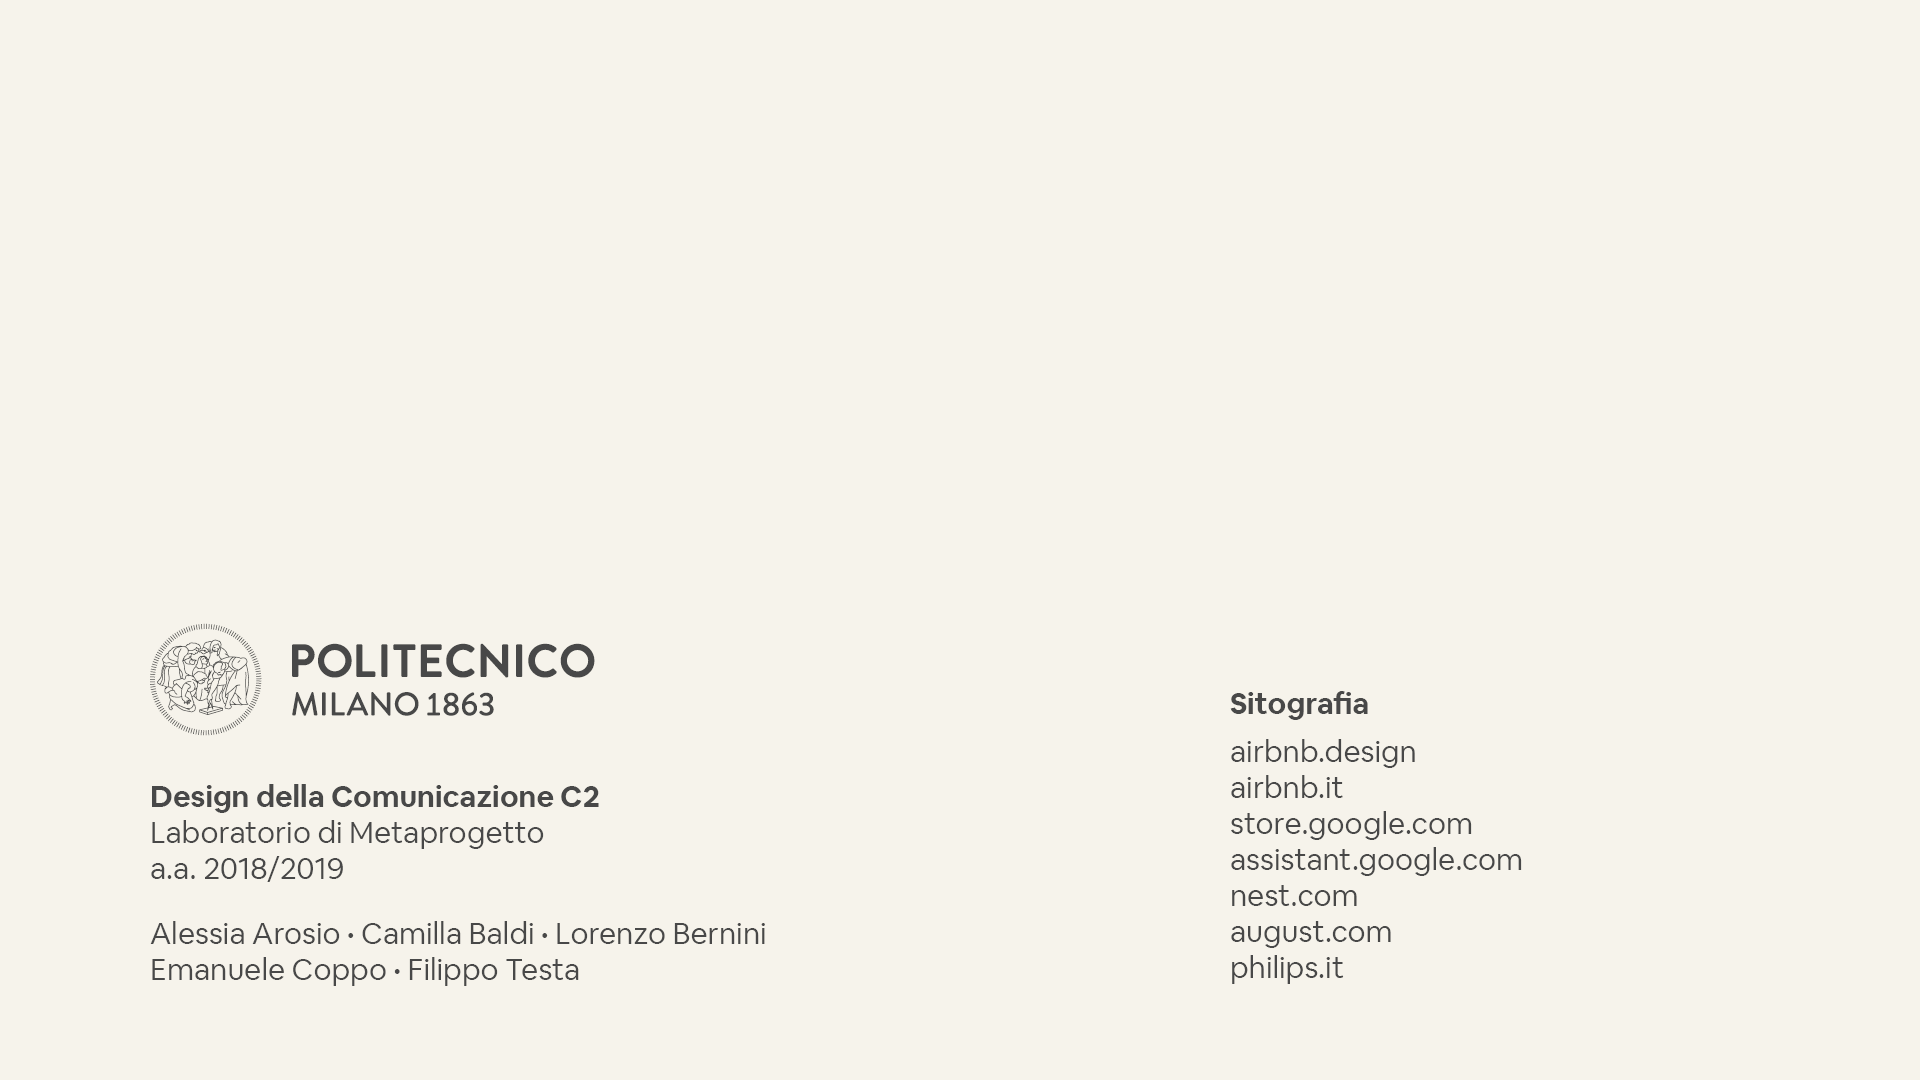 POLITECNICO
MILANO 1863
Design della Comunicazione C2
Laboratorio di Metaprogetto
a.a. 2018/2019
Alessia Arosio • Camilla Baldi • Lorenzo Bernini
Emanuele Coppo • Filippo Testa
Sitografia
airbnb.design
airbnb.it
store.google.com
assistant.google.com
nest.com
august.com
philips.it